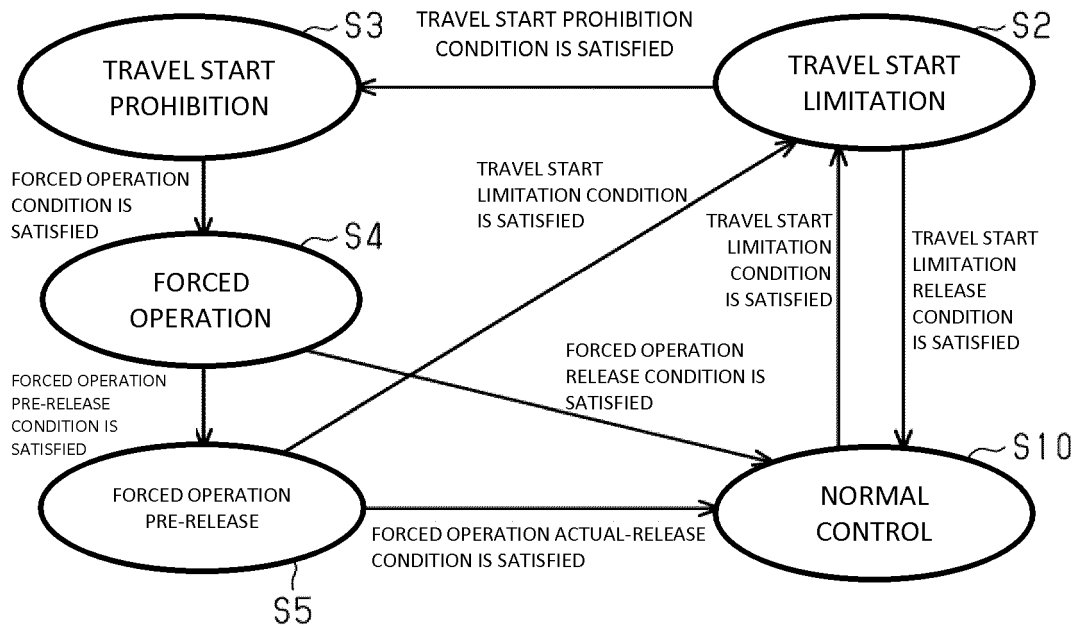 S3
TRAVEL START
PROHIBITION
TRAVEL START PROHIBITION
CONDITION IS SATISFIED
S2
TRAVEL START
LIMITATION
FORCED OPERATION
CONDITION IS
SATISFIED
TRAVEL START
LIMITATION CONDITION
IS SATISFIED
TRAVEL START
LIMITATION
CONDITION
IS SATISFIED
TRAVEL START
LIMITATION
RELEASE
CONDITION
IS SATISFIED
S4
FORCED
OPERATION
FORCED OPERATION
RELEASE CONDITION IS
SATISFIED
FORCED OPERATION
PRE-RELEASE
CONDITION IS
SATISFIED
S10
NORMAL
CONTROL
FORCED OPERATION
PRE-RELEASE
FORCED OPERATION ACTUAL-RELEASE
CONDITION IS SATISFIED
S5